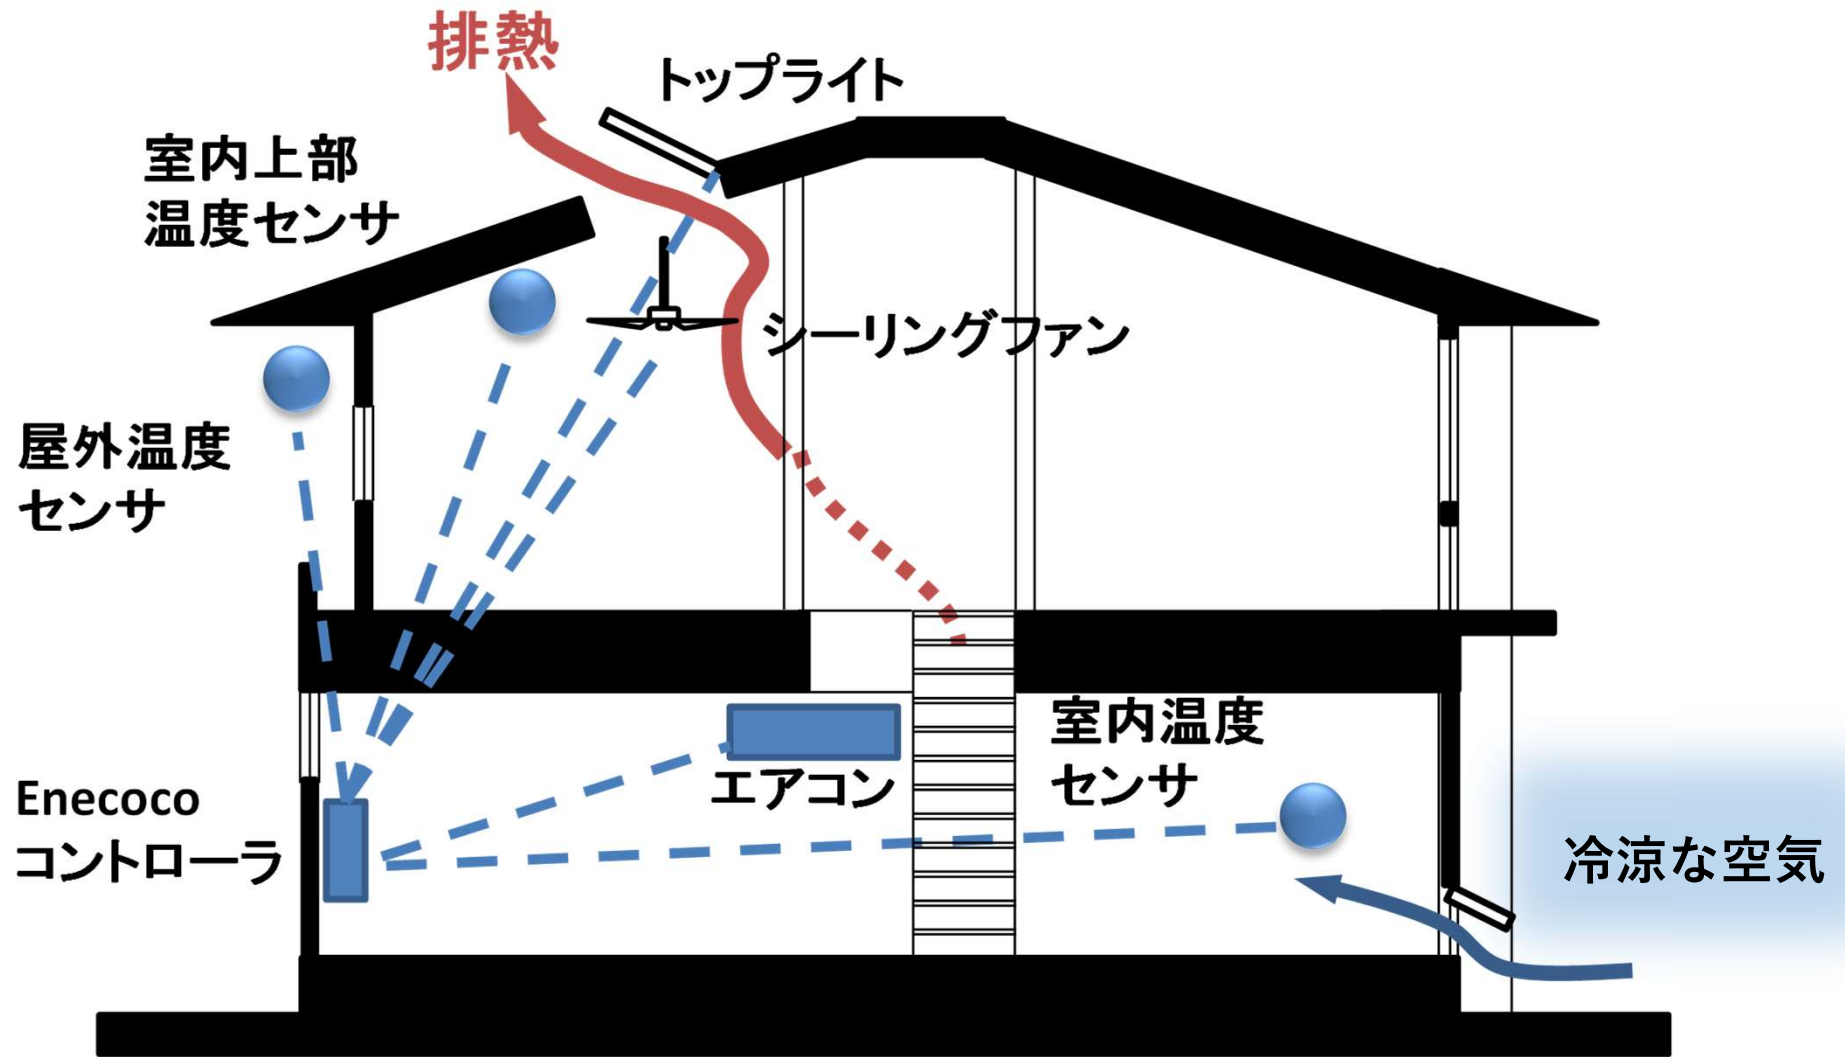 排熱
トップライト
室内上部
温度センサ
シーリングファン
屋外温度
センサ
室内温度
センサ
エアコン
Enecoco
コントローラ
冷涼な空気